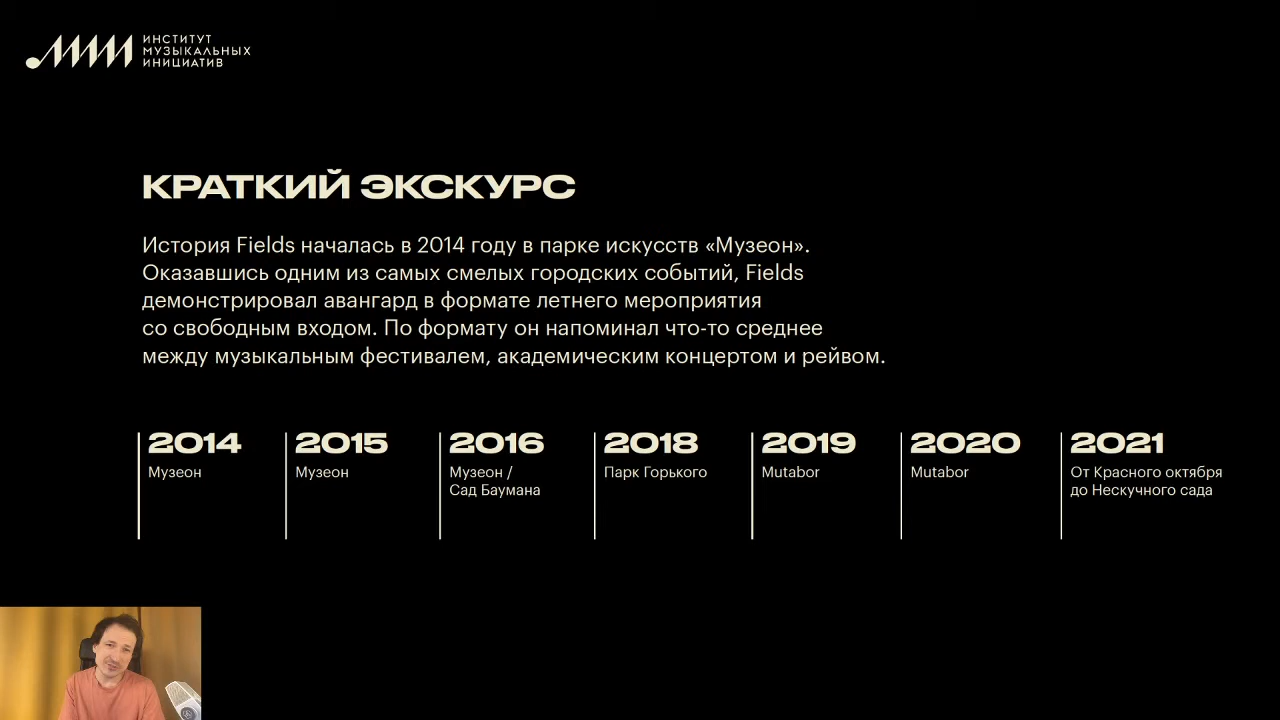 ИНСТИТУТ
МУЗЫКАЛЬНЫХ
ИНИЦИАТИВ
КРАТКИЙ ЭКСКУРС
История Fields началась в 2014 году в парке искусств «Музеон».
Оказавшись одним из самых смелых городских событий, Fields
демонстрировал авангард в формате летнего мероприятия
со свободным входом. По формату он напоминал что-то среднее
между музыкальным фестивалем, академическим концертом и рейвом.
2014
Музеон
2015
Музеон
2016
Музеон /
Сад Баумана
2018
Парк Горького
2019
Mutabor
2020
Mutabor
2021
От Красного октября
до Нескучного сада